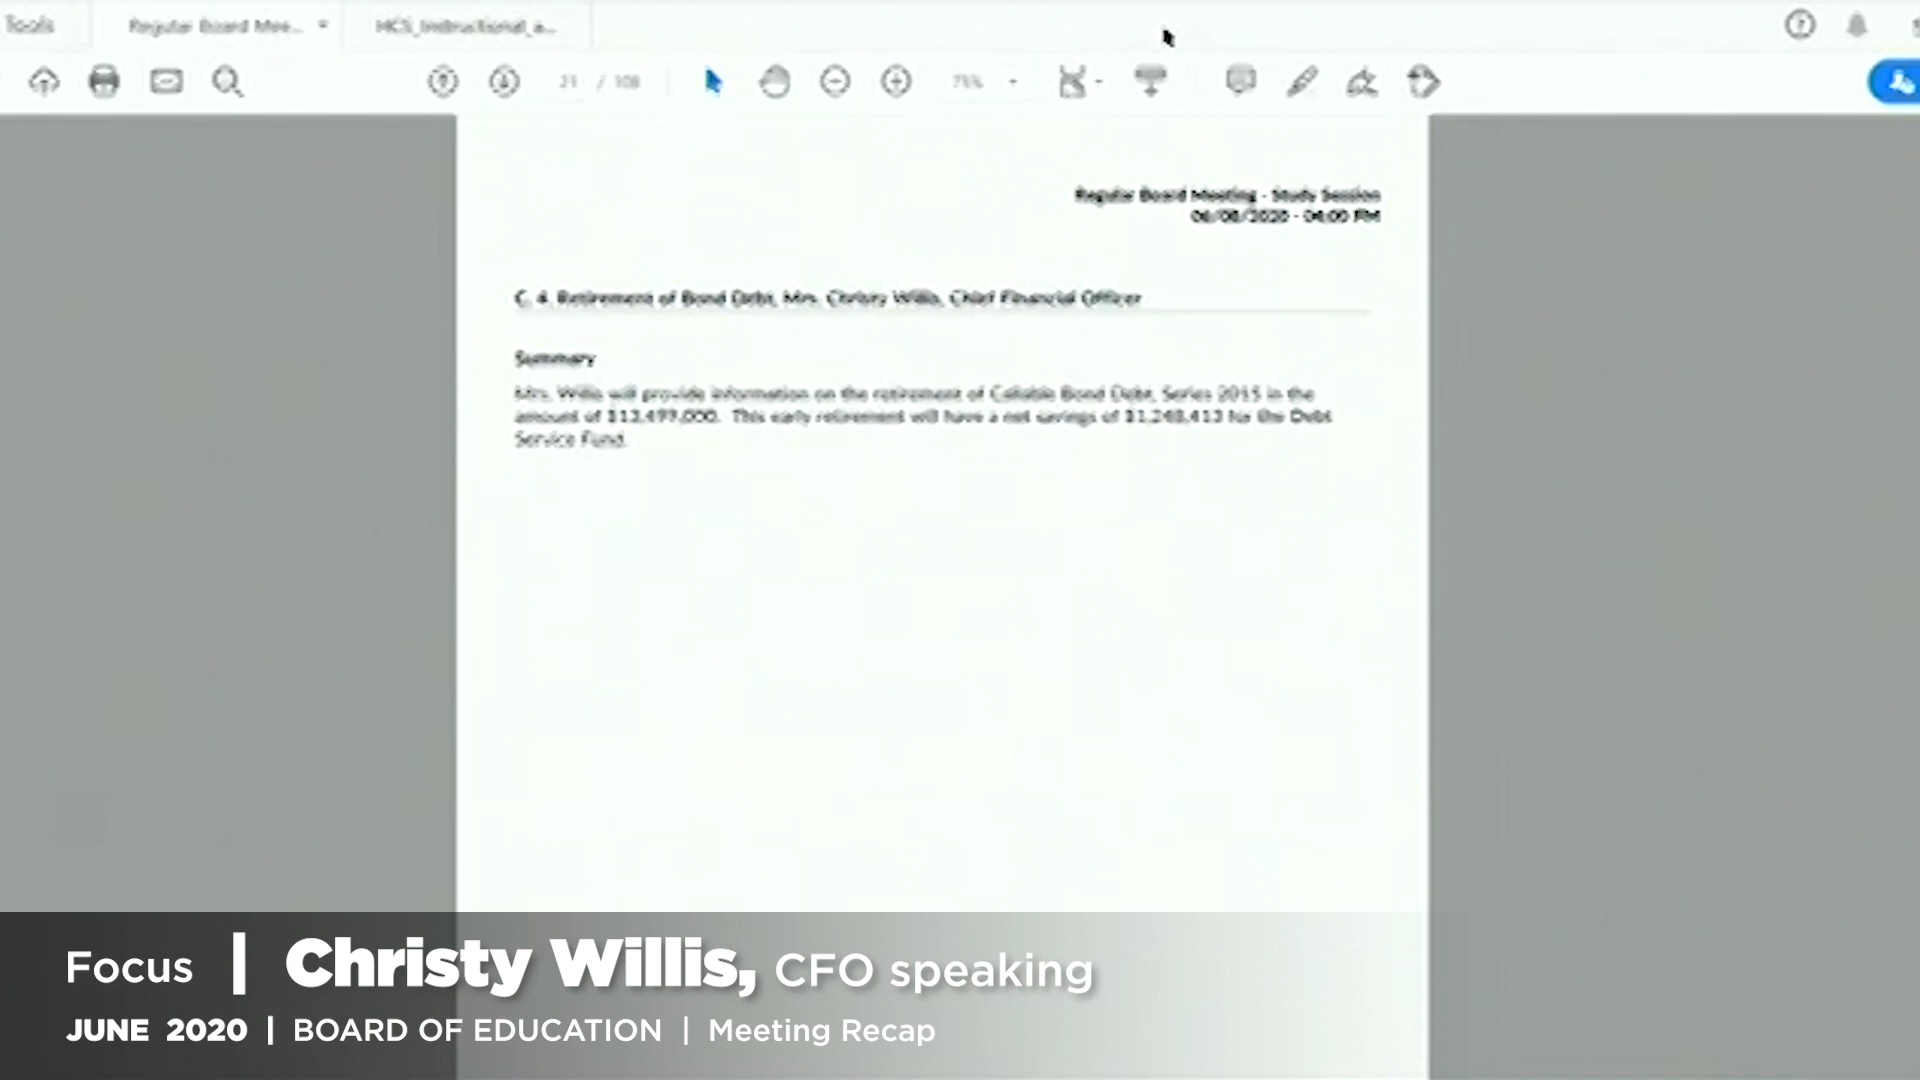 Tools
Regular Board Mee...
HCS_Instructional_a...
21 / 108
75%
Regular Board Meeting - Study Session
06/08/2020 - 04:00 PM
C. 4. Retirement of Bond Debt, Mrs. Christy Willis, Chief Financial Officer
Summary
Mrs. Willis will provide information on the retirement of Callable Bond Debt, Series 2015 in the
amount of $13,499,000. This early retirement will have a net savings of $1,248,413 for the Debt
Service Fund.
Focus | Christy Willis, CFO speaking
JUNE 2020 | BOARD OF EDUCATION | Meeting Recap